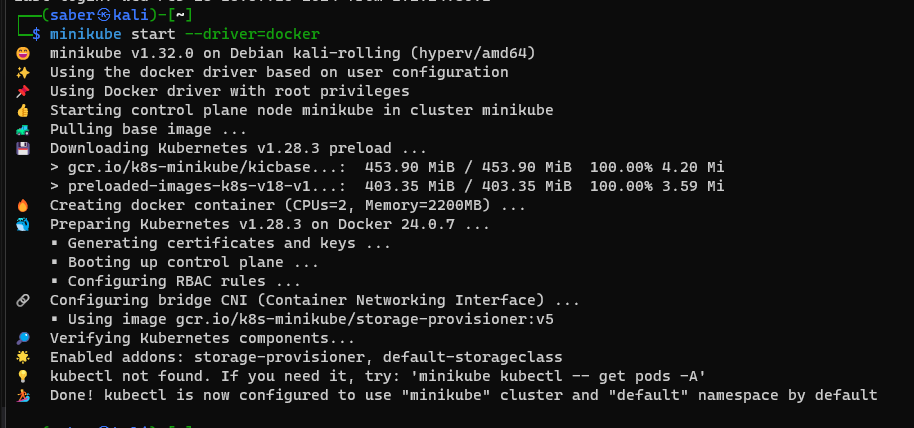 ┌──(saber㉿kali)-[~]
└─$ minikube start --driver=docker
😄 minikube v1.32.0 on Debian kali-rolling (hyperv/amd64)
✨ Using the docker driver based on user configuration
📌 Using Docker driver with root privileges
👍 Starting control plane node minikube in cluster minikube
🚜 Pulling base image ...
💾 Downloading Kubernetes v1.28.3 preload ...
> gcr.io/k8s-minikube/kicbase...: 453.90 MiB / 453.90 MiB 100.00% 4.20 Mi
> preloaded-images-k8s-v18-v1...: 403.35 MiB / 403.35 MiB 100.00% 3.59 Mi
🔥 Creating docker container (CPUs=2, Memory=2200MB) ...
🐳 Preparing Kubernetes v1.28.3 on Docker 24.0.7 ...
▪ Generating certificates and keys ...
▪ Booting up control plane ...
▪ Configuring RBAC rules ...
🔗 Configuring bridge CNI (Container Networking Interface) ...
▪ Using image gcr.io/k8s-minikube/storage-provisioner:v5
🔎 Verifying Kubernetes components...
🌟 Enabled addons: storage-provisioner, default-storageclass
💡 kubectl not found. If you need it, try: 'minikube kubectl -- get pods -A'
🏄 Done! kubectl is now configured to use "minikube" cluster and "default" namespace by default